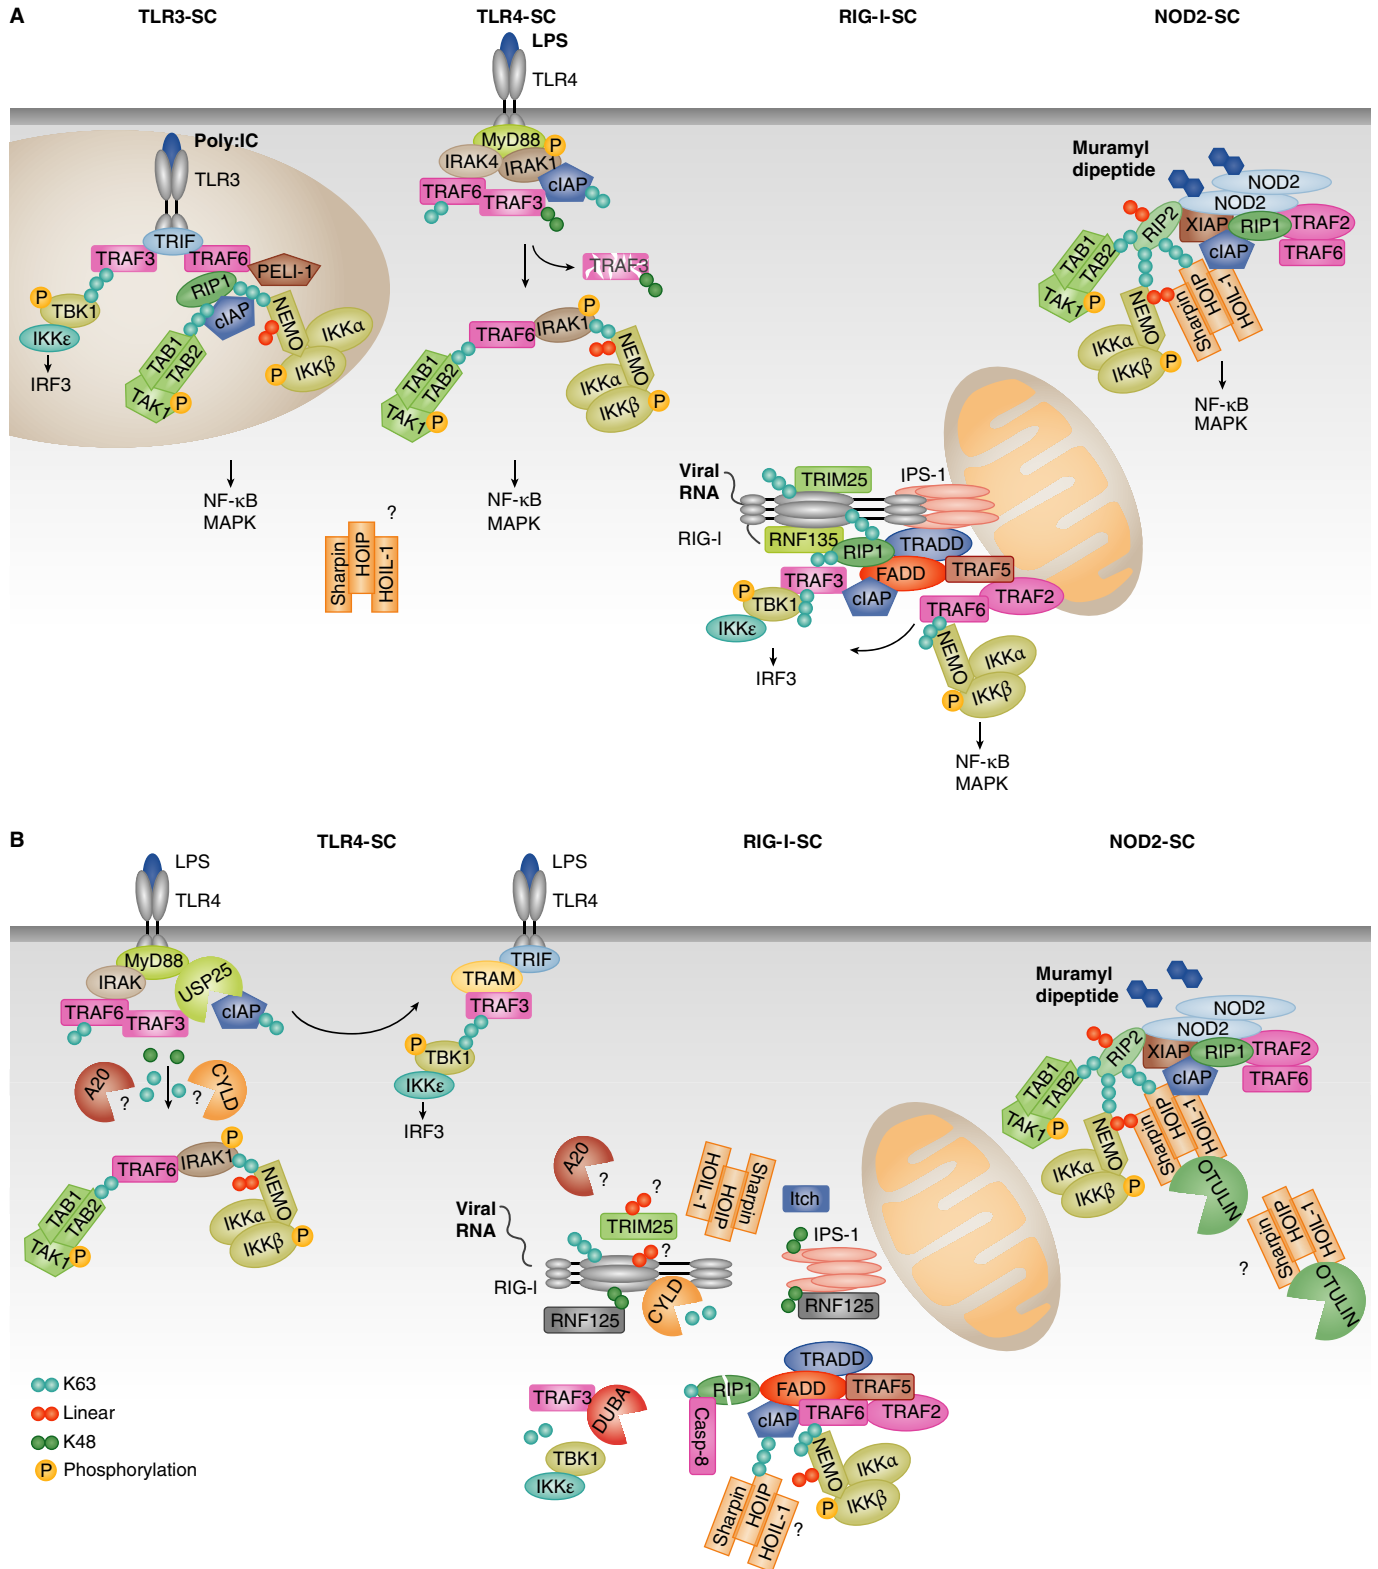 A
TLR3-SC
TLR4-SC
RIG-I-SC
NOD2-SC
LPS
TLR4
Poly:IC
TLR3
TRIF
TRAF3
TRAF6
PELI-1
RIP1
cIAP
P
TBK1
IKKε
IRF3
NEMO
IKKα
IKKβ
P
TAB1
TAB2
TAK1
P
NF-κB
MAPK
MyD88
P
IRAK4
IRAK1
cIAP
TRAF6
TRAF3
TRAF3
P
TRAF6
IRAK1
NEMO
TAB1
TAB2
TAK1
P
IKKα
IKKβ
P
NF-κB
MAPK
?
Sharpin
HOIP
HOIL-1
Viral
RNA
TRIM25
IPS-1
RIG-I
RNF135
RIP1
TRADD
FADD
TRAF5
TRAF3
cIAP
TRAF2
TRAF6
P
TBK1
IKKε
IRF3
NEMO
IKKα
IKKβ
P
NF-κB
MAPK
Muramyl
dipeptide
NOD2
NOD2
RIP2
XIAP
RIP1
TRAF2
cIAP
TRAF6
TAB1
TAB2
TAK1
P
NEMO
Sharpin
HOIP
HOIL-1
IKKα
IKKβ
P
NF-κB
MAPK
B
TLR4-SC
RIG-I-SC
NOD2-SC
LPS
TLR4
MyD88
IRAK
USP25
TRAF6
TRAF3
cIAP
A20
?
?
CYLD
P
TRAF6
IRAK1
NEMO
TAB1
TAB2
TAK1
P
IKKα
IKKβ
P
LPS
TLR4
TRIF
TRAM
TRAF3
P
TBK1
IKKε
IRF3
A20
?
?
HOIL-1
HOIP
Sharpin
Itch
Viral
RNA
TRIM25
?
IPS-1
RIG-I
RNF125
CYLD
RNF125
TRAF3
DUBA
TBK1
IKKε
TRADD
RIP1
FADD
TRAF5
Casp-8
cIAP
TRAF6
TRAF2
NEMO
IKKα
IKKβ
P
Sharpin
HOIP
HOIL-1
?
Muramyl
dipeptide
NOD2
NOD2
RIP2
XIAP
RIP1
TRAF2
cIAP
TRAF6
TAB1
TAB2
TAK1
P
NEMO
Sharpin
HOIP
HOIL-1
IKKα
IKKβ
P
OTULIN
?
Sharpin
HOIP
HOIL-1
OTULIN
K63
Linear
K48
P Phosphorylation